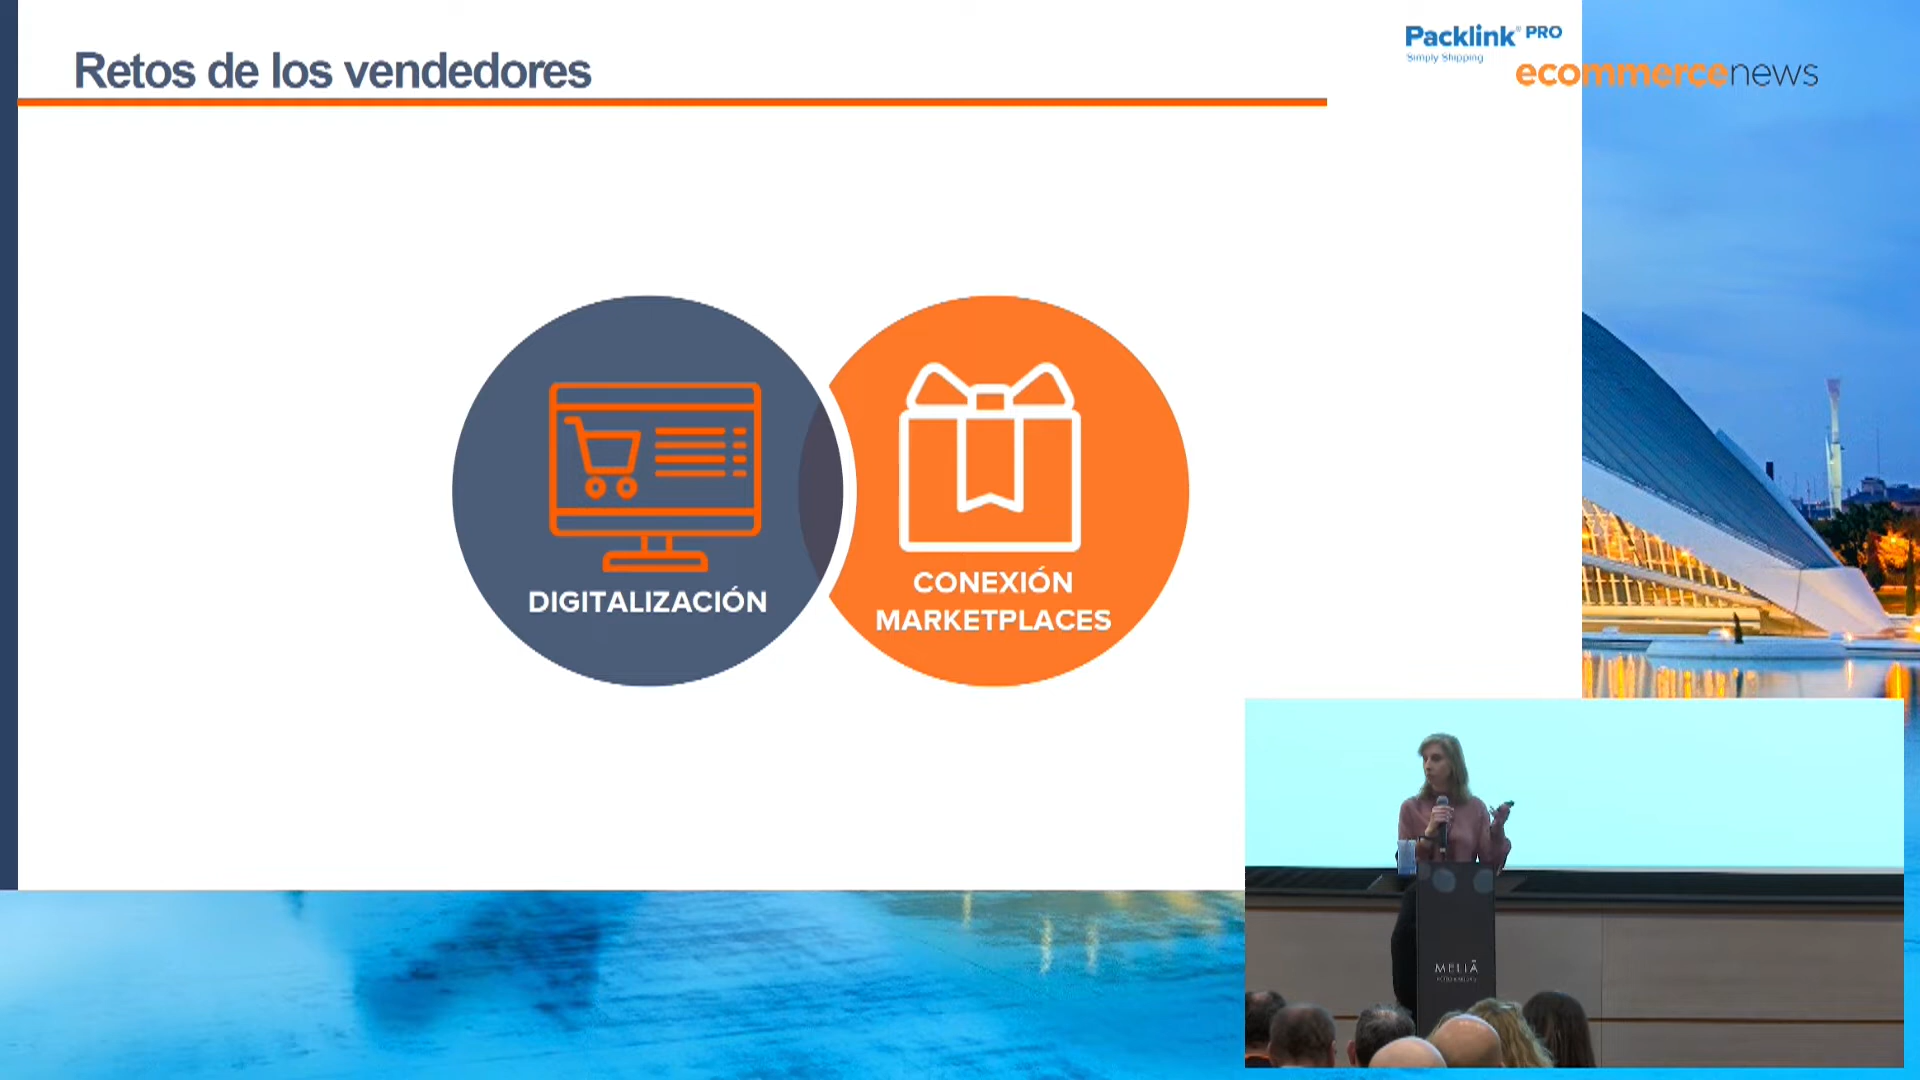 Retos de los vendedores
Packlink® PRO
Simply Shipping
ecommercenews
DIGITALIZACIÓN
CONEXIÓN
MARKETPLACES
MELIÃ